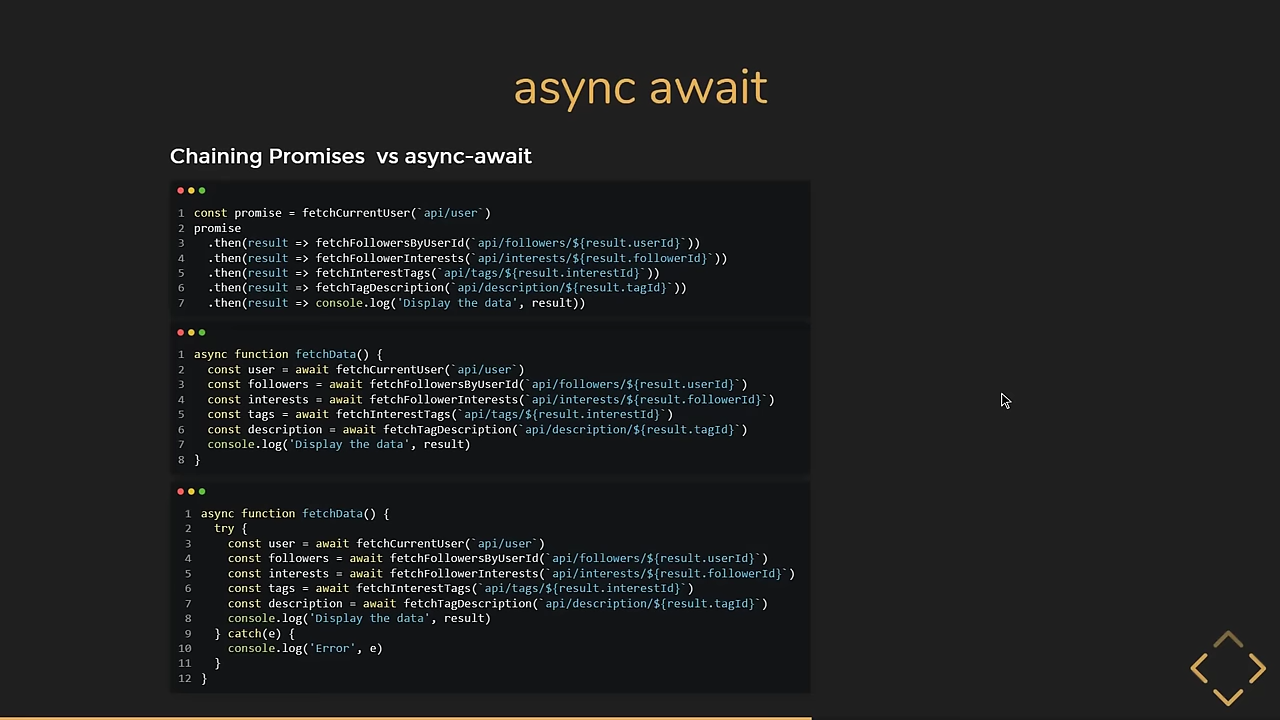 async await
Chaining Promises  vs async-await
1 const promise = fetchCurrentUser(`api/user`)
2 promise
3   .then(result => fetchFollowersByUserId(`api/followers/${result.userId}`))
4   .then(result => fetchFollowerInterests(`api/interests/${result.followerId}`))
5   .then(result => fetchInterestTags(`api/tags/${result.interestId}`))
6   .then(result => fetchTagDescription(`api/description/${result.tagId}`))
7   .then(result => console.log('Display the data', result))
1 async function fetchData() {
2   const user = await fetchCurrentUser(`api/user`)
3   const followers = await fetchFollowersByUserId(`api/followers/${result.userId}`)
4   const interests = await fetchFollowerInterests(`api/interests/${result.followerId}`)
5   const tags = await fetchInterestTags(`api/tags/${result.interestId}`)
6   const description = await fetchTagDescription(`api/description/${result.tagId}`)
7   console.log('Display the data', result)
8 }
1 async function fetchData() {
2   try {
3     const user = await fetchCurrentUser(`api/user`)
4     const followers = await fetchFollowersByUserId(`api/followers/${result.userId}`)
5     const interests = await fetchFollowerInterests(`api/interests/${result.followerId}`)
6     const tags = await fetchInterestTags(`api/tags/${result.interestId}`)
7     const description = await fetchTagDescription(`api/description/${result.tagId}`)
8     console.log('Display the data', result)
9   } catch(e) {
10     console.log('Error', e)
11   }
12 }